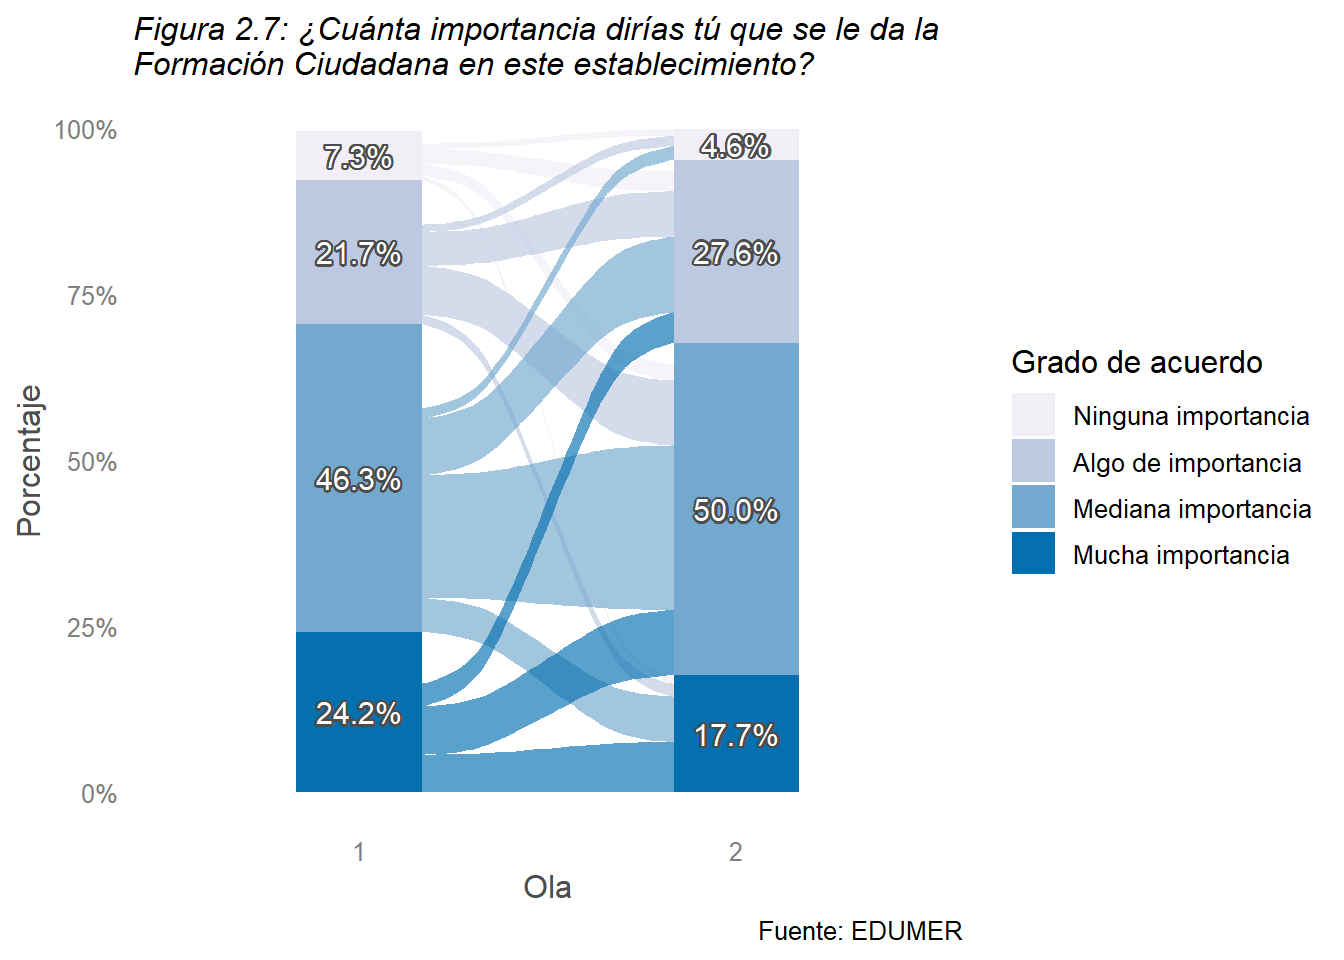 Figura 2.7: ¿Cuánta importancia dirías tú que se le da la
Formación Ciudadana en este establecimiento?
Porcentaje
100%
75%
50%
25%
0%
7.3%
21.7%
46.3%
24.2%
4.6%
27.6%
50.0%
17.7%
1
2
Ola
Grado de acuerdo
Ninguna importancia
Algo de importancia
Mediana importancia
Mucha importancia
Fuente: EDUMER